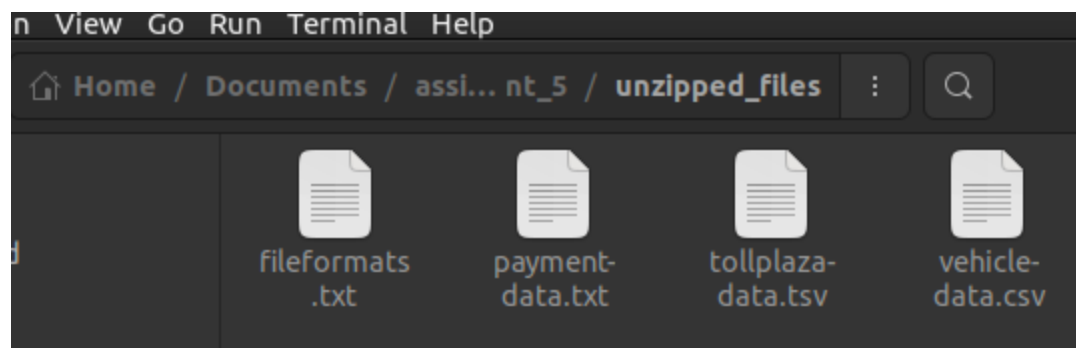 n View Go Run Terminal Help
Home / Documents / assi... nt_5 / unzipped_files
d
fileformats
.txt
payment-
data.txt
tollplaza-
data.tsv
vehicle-
data.csv